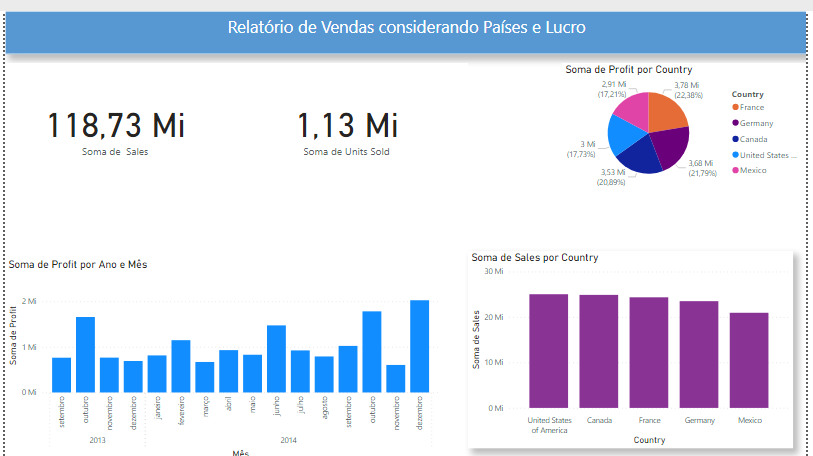 Relatório de Vendas considerando Países e Lucro
118,73 Mi
Soma de  Sales
1,13 Mi
Soma de Units Sold
Soma de Profit por Country
2,91 Mi
(17,21%)
3,78 Mi
(22,38%)
3 Mi
(17,73%)
3,53 Mi
(20,89%)
3,68 Mi
(21,79%)
Country
France
Germany
Canada
United States ...
Mexico
Soma de Profit por Ano e Mês
Soma de Profit
2 Mi
1 Mi
0 Mi
setembro
outubro
novembro
dezembro
janeiro
fevereiro
março
abril
maio
junho
julho
agosto
setembro
outubro
novembro
dezembro
2013
2014
Mês
Soma de Sales por Country
Soma de Sales
30 Mi
20 Mi
10 Mi
0 Mi
United States
of America
Canada
France
Germany
Mexico
Country